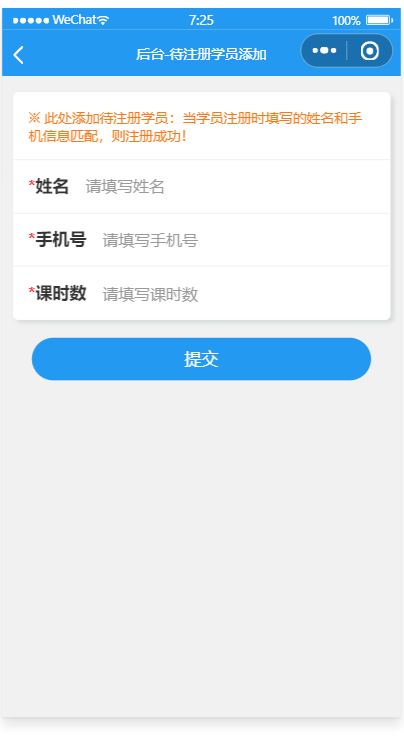 ●●●●● WeChat 7:25 100%
后台-待注册学员添加
※ 此处添加待注册学员：当学员注册时填写的姓名和手
机信息匹配，则注册成功！
*姓名 请填写姓名
*手机号 请填写手机号
*课时数 请填写课时数
提交